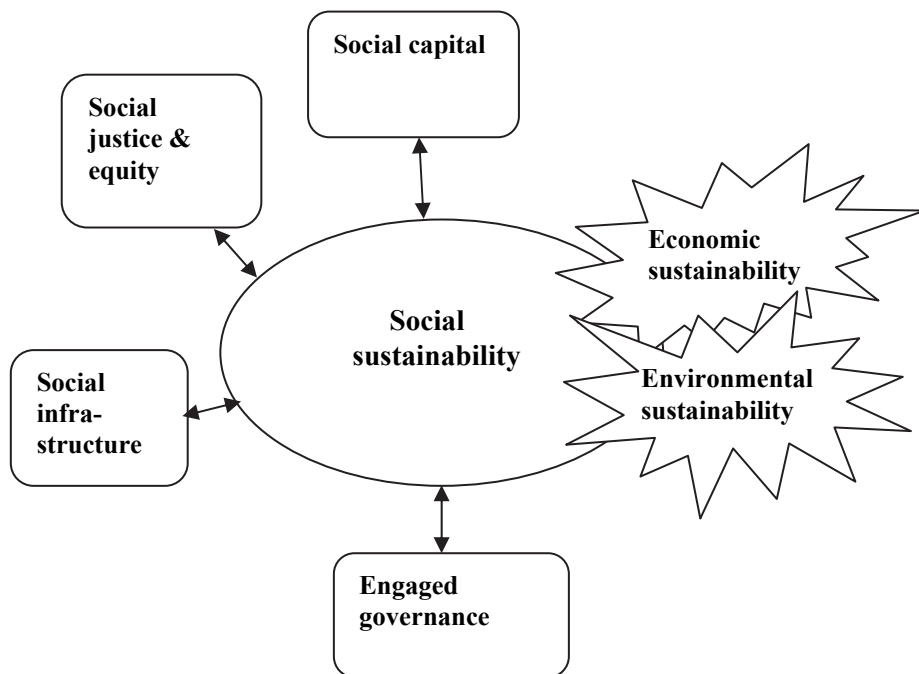 Social capital
Social
justice &
equity
Economic
sustainability
Social
sustainability
Environmental
sustainability
Social
infra-
structure
Engaged
governance